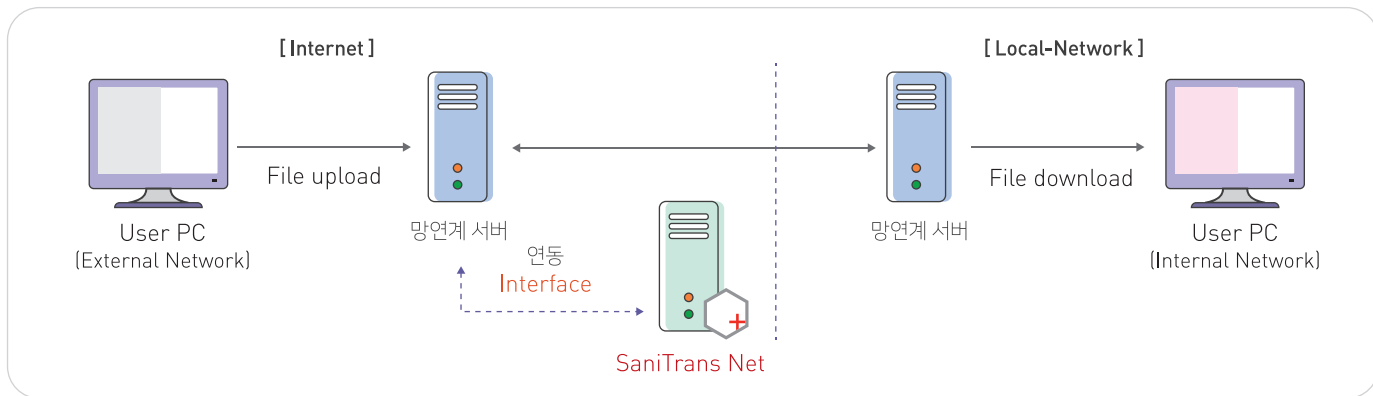 [Internet]
[Local-Network]
File upload
File download
User PC
(External Network)
망연계 서버
연동
Interface
SaniTrans Net
망연계 서버
User PC
(Internal Network)